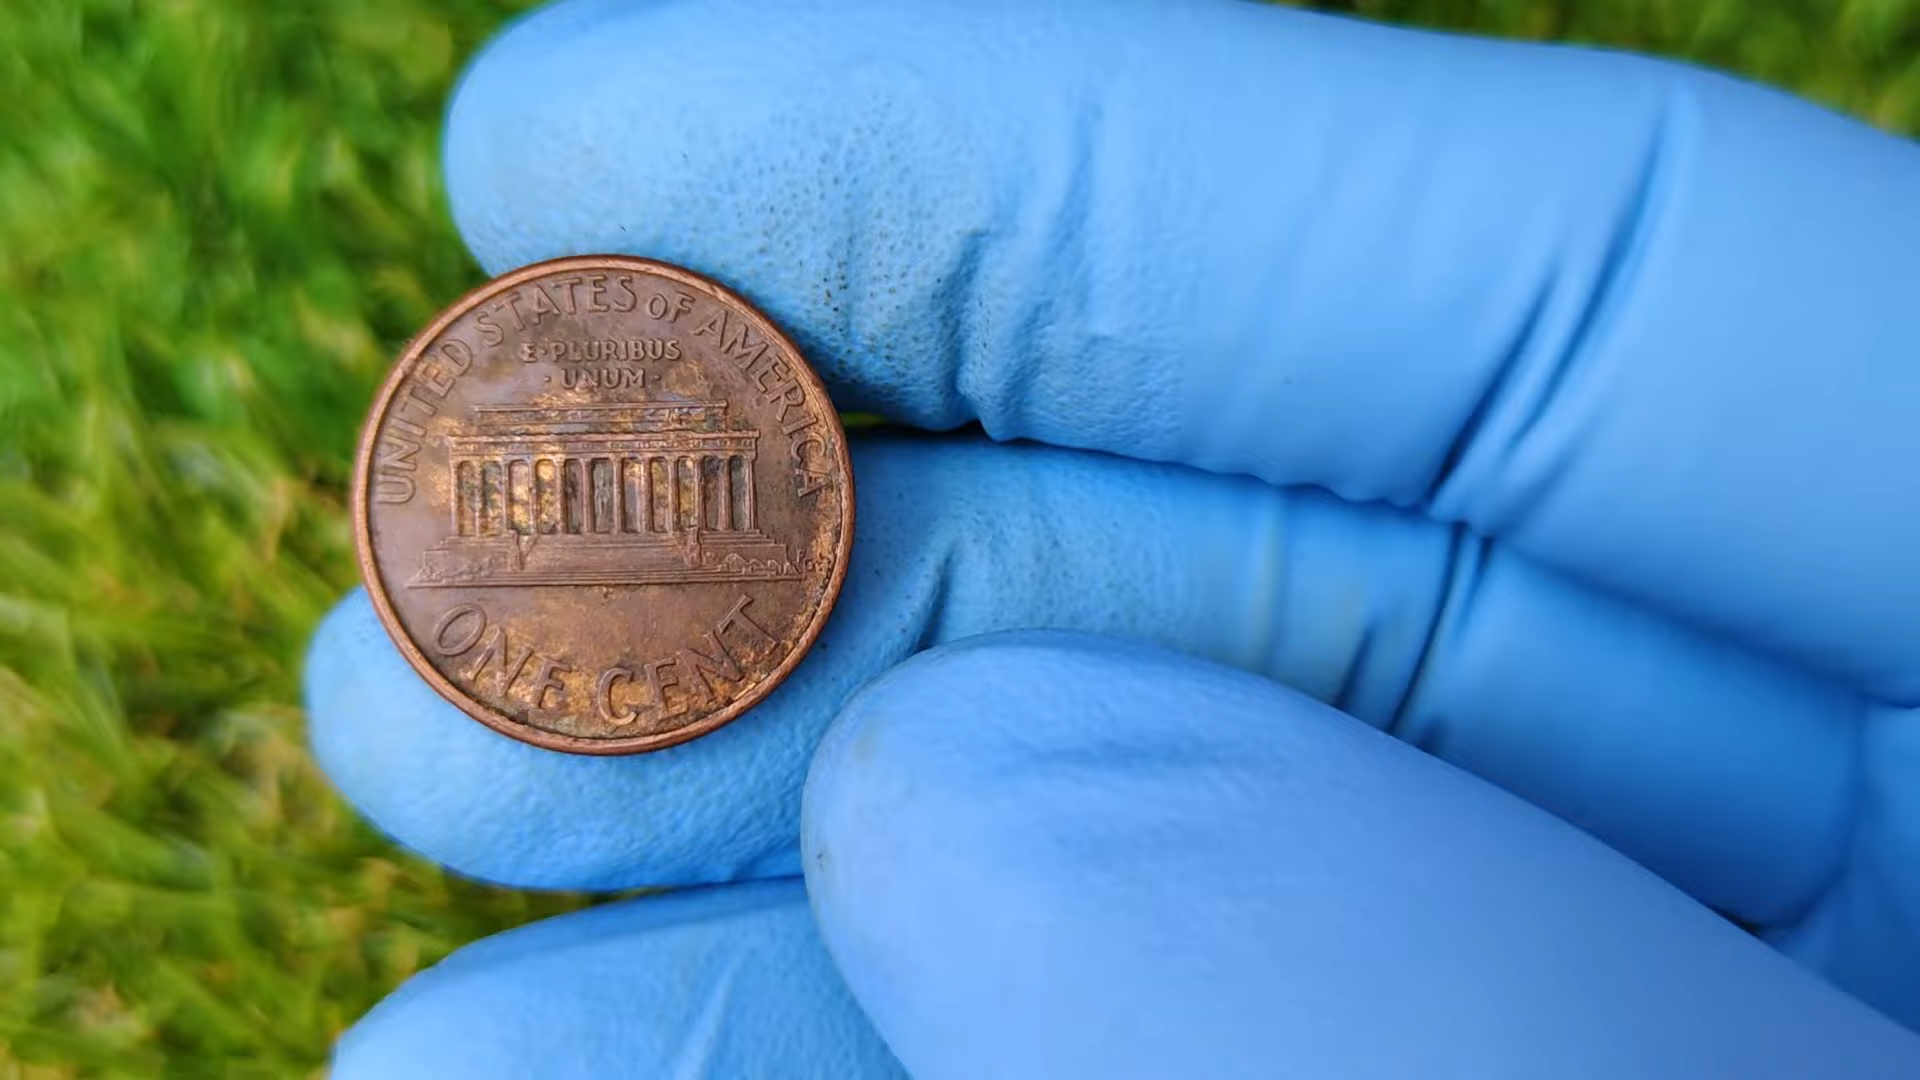 UNITED STATES OF AMERICA
E·PLURIBUS
·UNUM·
ONE CENT